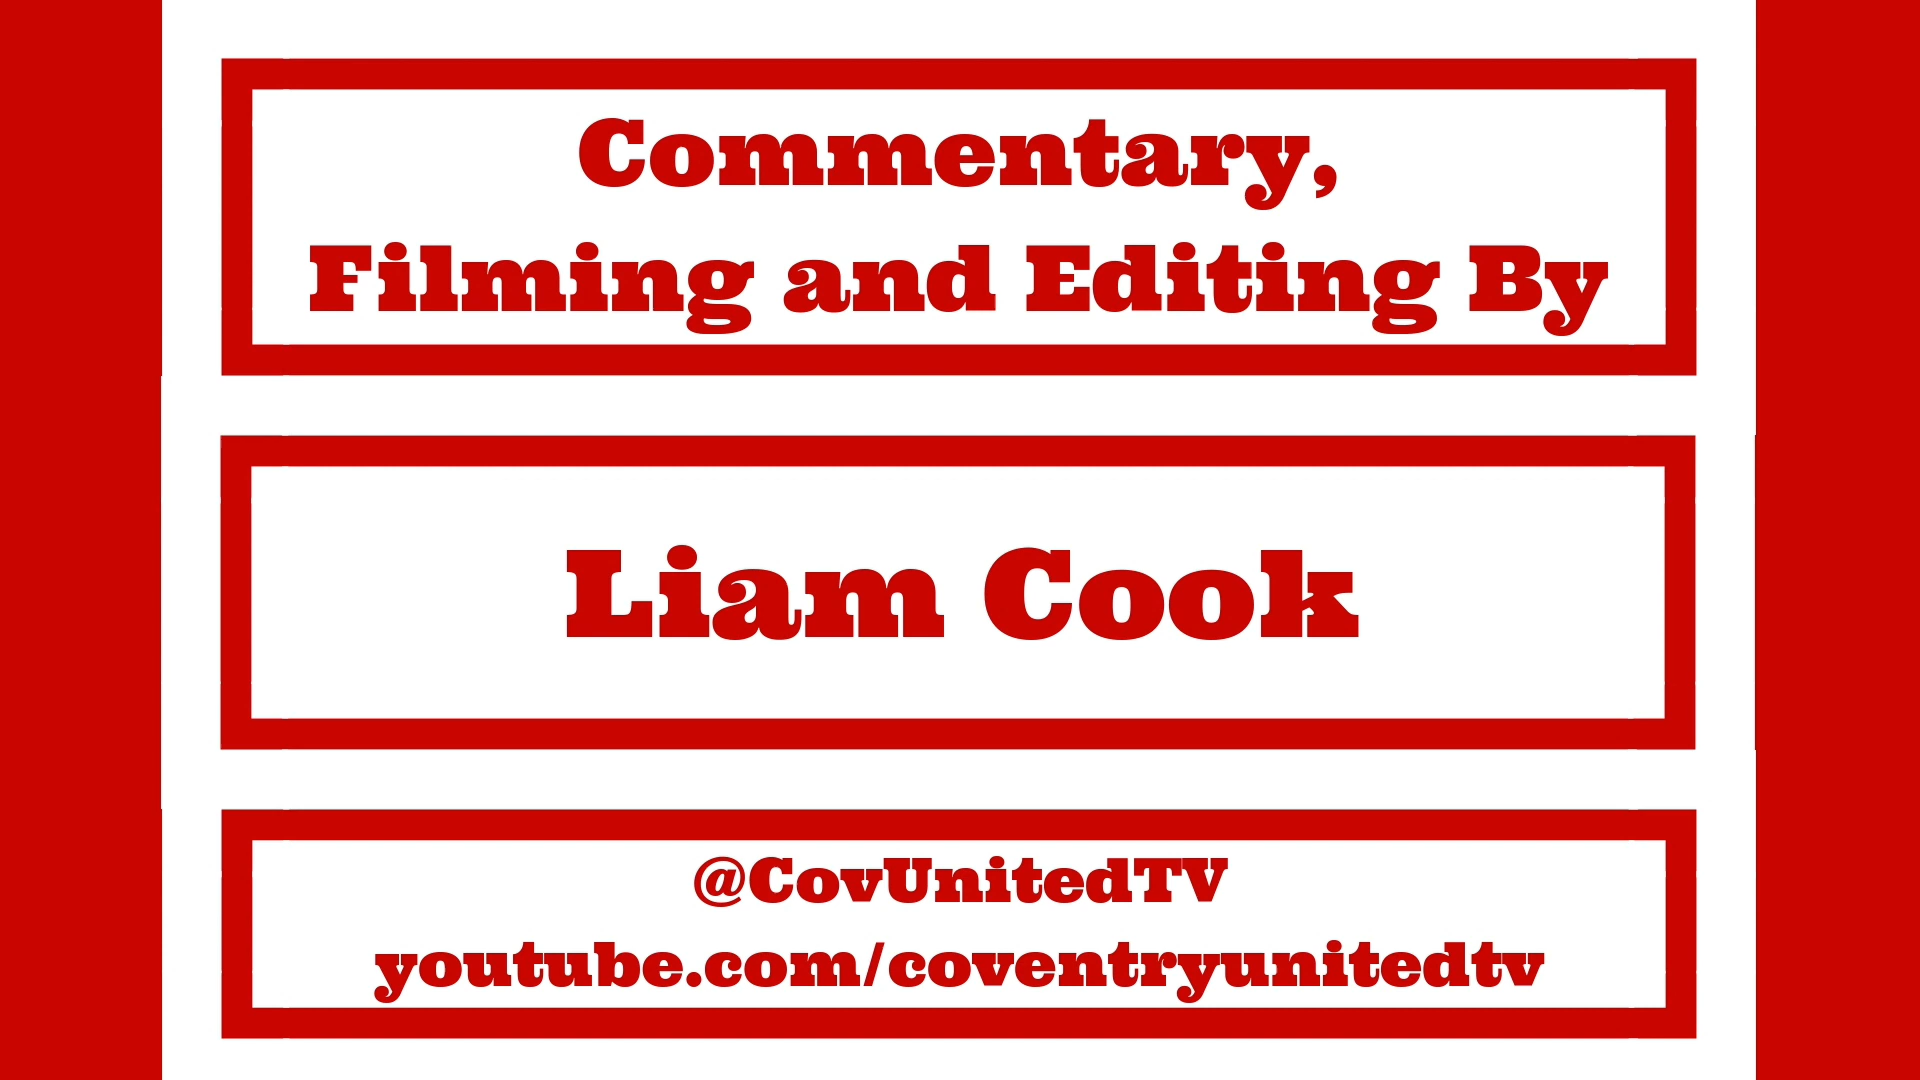 Commentary,
Filming and Editing By
Liam Cook
@CovUnitedTV
youtube.com/coventryunitedtv